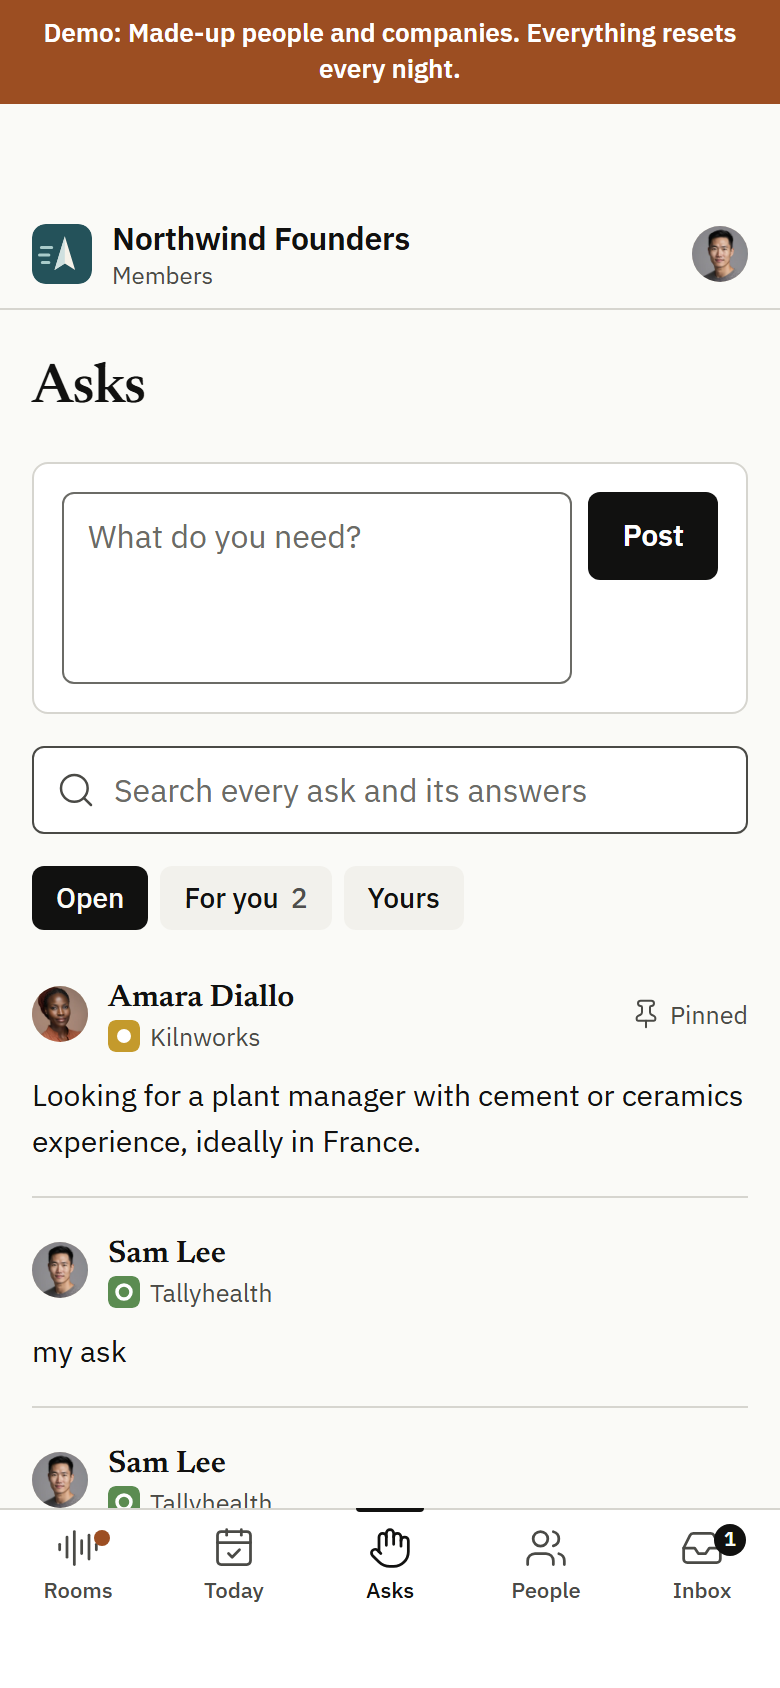 Demo: Made-up people and companies. Everything resets
every night.
Northwind Founders
Members
Asks
What do you need?
Post
Search every ask and its answers
Open
For you 2
Yours
Amara Diallo
Kilnworks
Pinned
Looking for a plant manager with cement or ceramics
experience, ideally in France.
Sam Lee
Tallyhealth
my ask
Sam Lee
Tallyhealth
1
Rooms
Today
Asks
People
Inbox